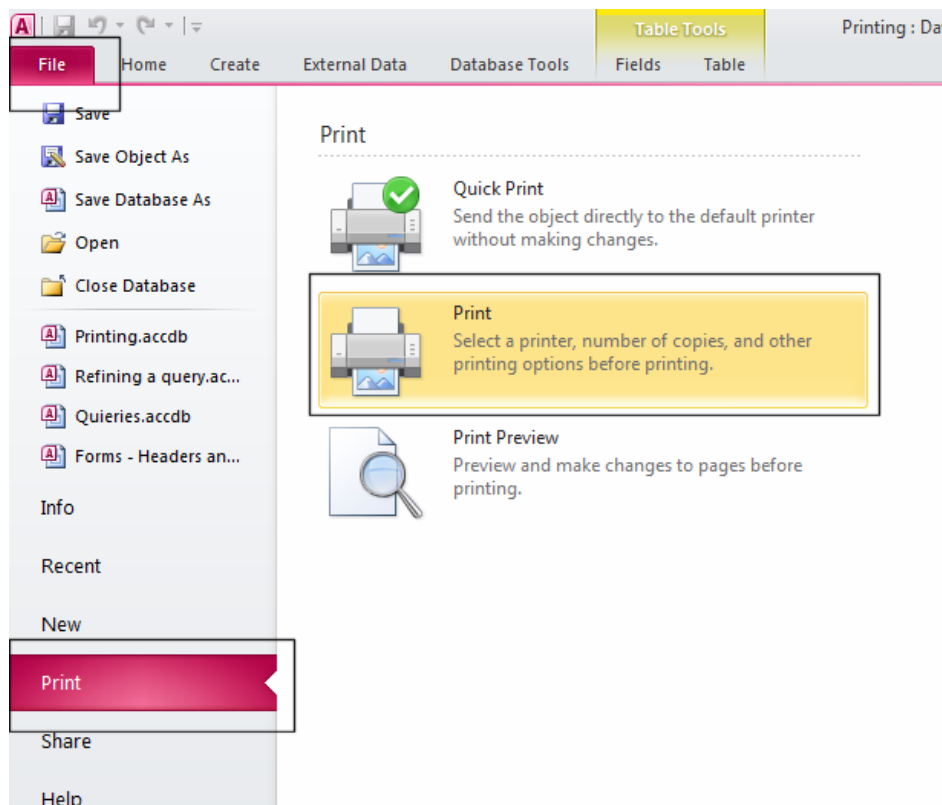 A
Table Tools
Printing : Da
File Home Create External Data Database Tools Fields Table
Save
Save Object As
Save Database As
Open
Close Database
Printing.accdb
Refining a query.ac...
Quieries.accdb
Forms - Headers an...
Info
Recent
New
Print
Share
Help
Print
Quick Print
Send the object directly to the default printer
without making changes.
Print
Select a printer, number of copies, and other
printing options before printing.
Print Preview
Preview and make changes to pages before
printing.